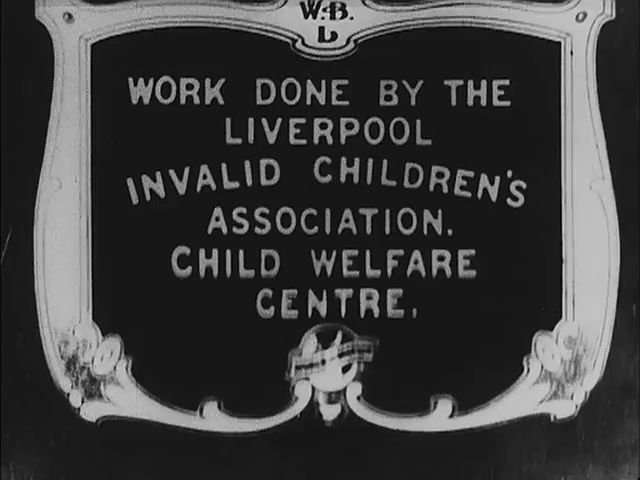 W.B.
L
WORK DONE BY THE
LIVERPOOL
INVALID CHILDREN'S
ASSOCIATION.
CHILD WELFARE
CENTRE.